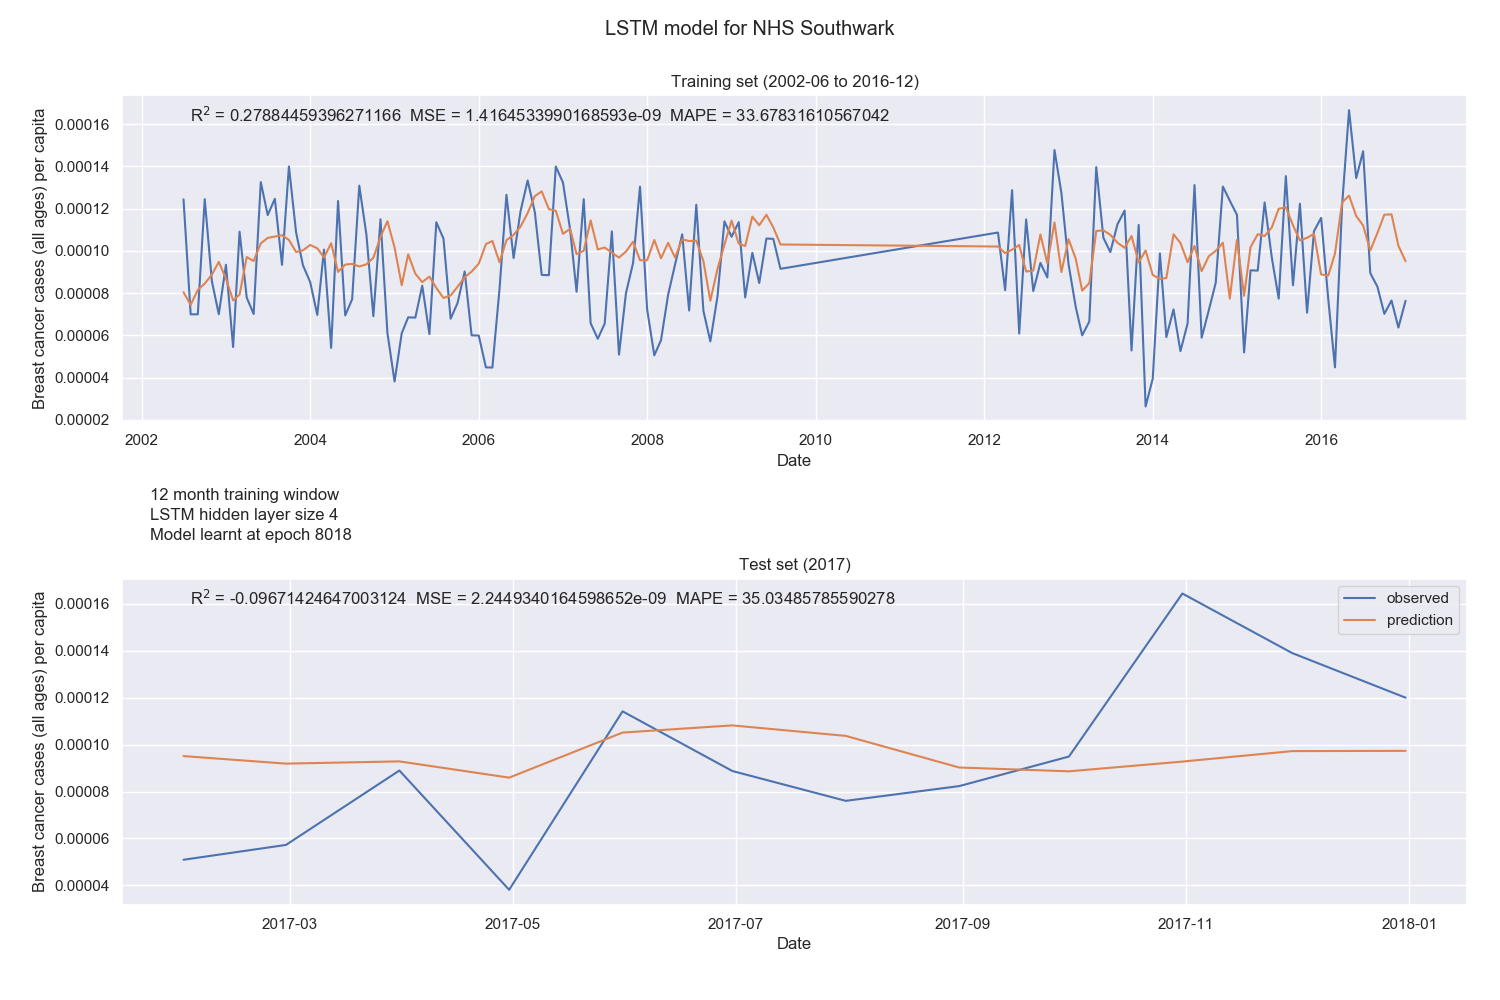 LSTM model for NHS Southwark
Training set (2002-06 to 2016-12)
R² = 0.27884459396271166 MSE = 1.4164533990168593e-09 MAPE = 33.67831610567042
Breast cancer cases (all ages) per capita
0.00016
0.00014
0.00012
0.00010
0.00008
0.00006
0.00004
0.00002
2002 2004 2006 2008 2010 2012 2014 2016
Date
12 month training window
LSTM hidden layer size 4
Model learnt at epoch 8018
Test set (2017)
R² = -0.09671424647003124 MSE = 2.2449340164598652e-09 MAPE = 35.03485785590278
observed
prediction
Breast cancer cases (all ages) per capita
0.00016
0.00014
0.00012
0.00010
0.00008
0.00006
0.00004
2017-03 2017-05 2017-07 2017-09 2017-11 2018-01
Date